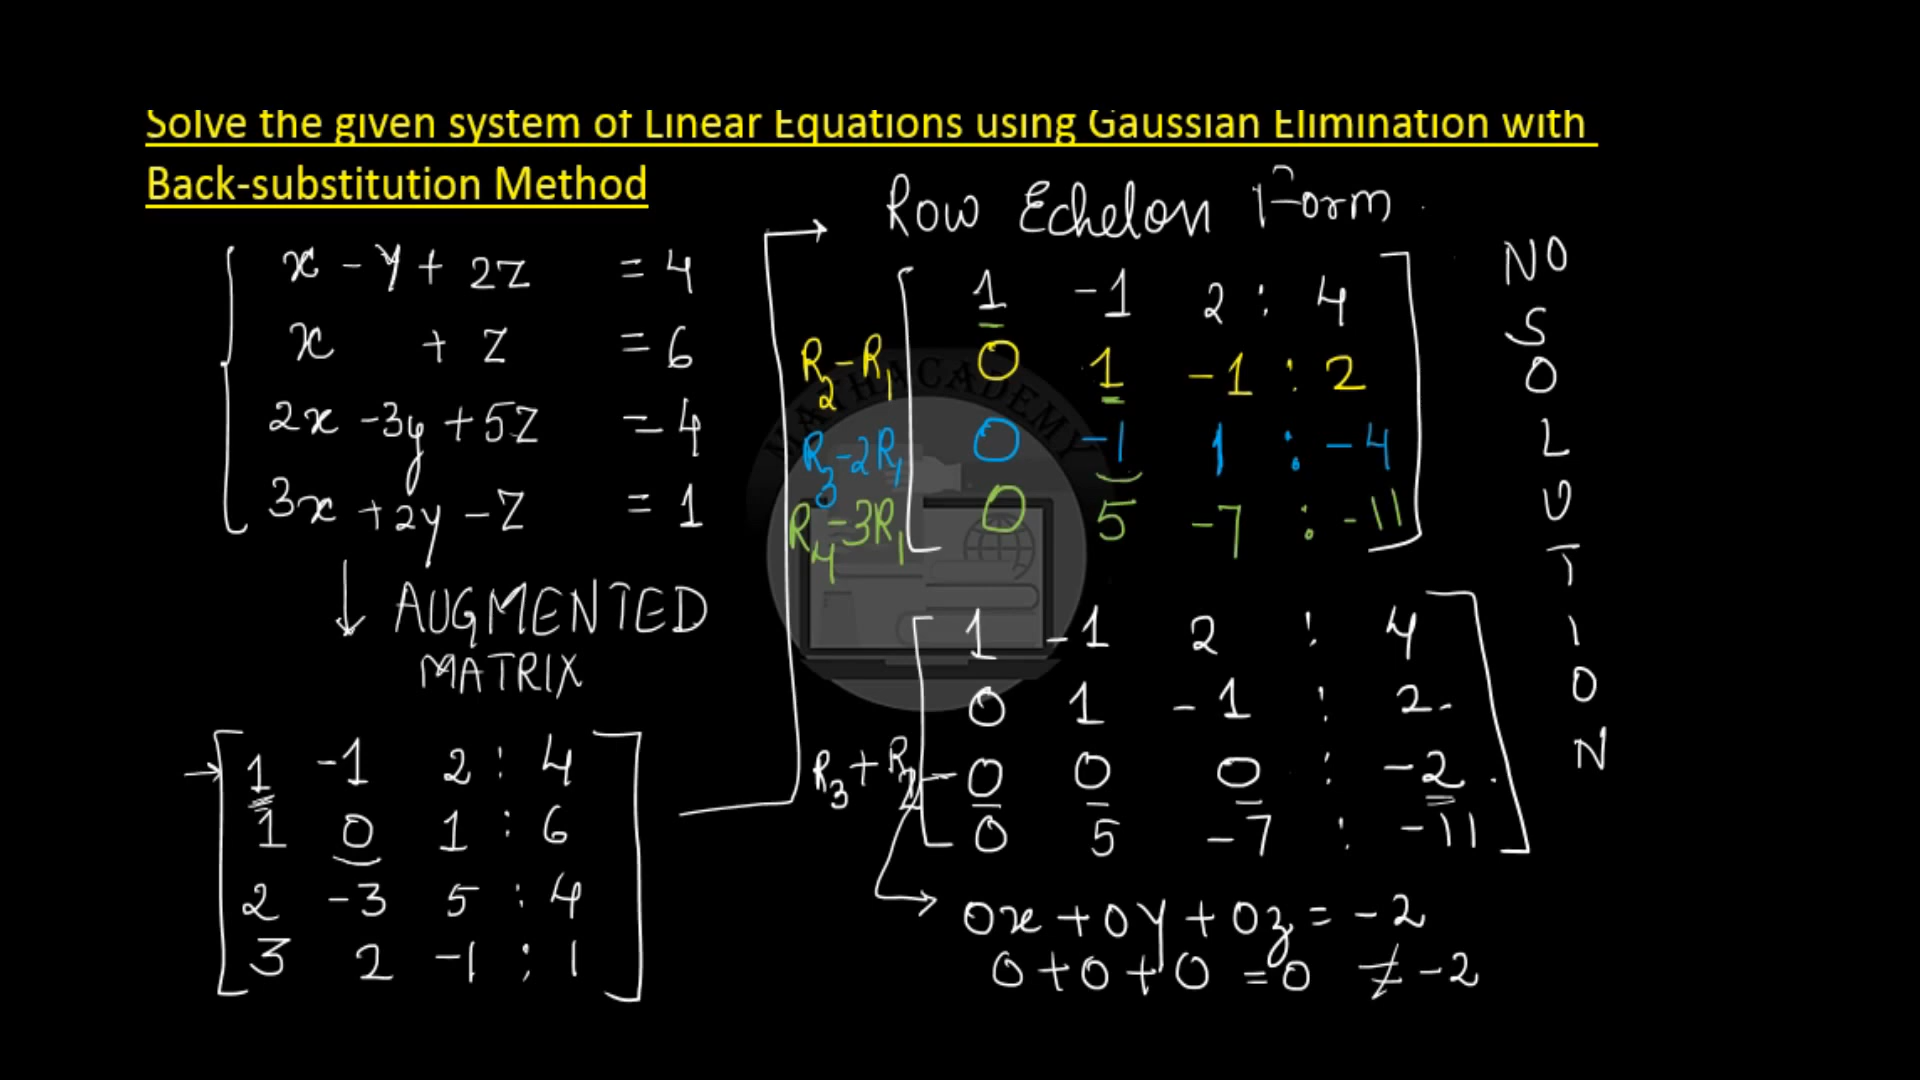 Solve the given system of Linear Equations using Gaussian Elimination with
Back-substitution Method
x - y + 2z = 4
x + z = 6
2x - 3y + 5z = 4
3x + 2y - z = 1
↓ AUGMENTED
MATRIX
→ 1 -1 2 : 4
1 0 1 : 6
2 -3 5 : 4
3 2 -1 : 1
→ Row Echelon Form
1 -1 2 : 4
R2-R1 0 1 -1 : 2
R3-2R1 0 -1 1 : -4
R4-3R1 0 5 -7 : -11
1 -1 2 : 4
0 1 -1 : 2
R3+R2 0 0 0 : -2
0 5 -7 : -11
→ 0x + 0y + 0z = -2
0 + 0 + 0 = 0 ≠ -2
NO
S
O
L
U
T
I
O
N
MATH ACADEMY